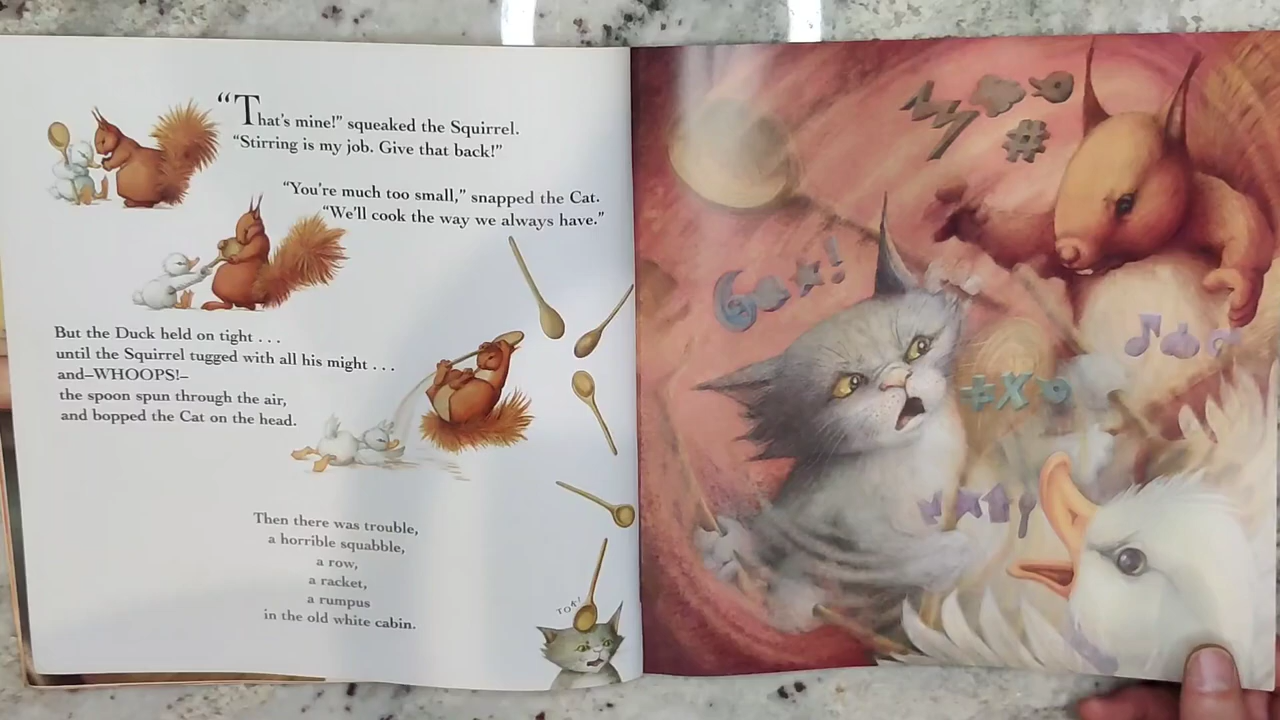 “That’s mine!” squeaked the Squirrel.
“Stirring is my job. Give that back!”
“You’re much too small,” snapped the Cat.
“We’ll cook the way we always have.”
But the Duck held on tight . . .
until the Squirrel tugged with all his might . . .
and–WHOOPS!–
the spoon spun through the air,
and bopped the Cat on the head.
Then there was trouble,
a horrible squabble,
a row,
a racket,
a rumpus
in the old white cabin.
TOK!